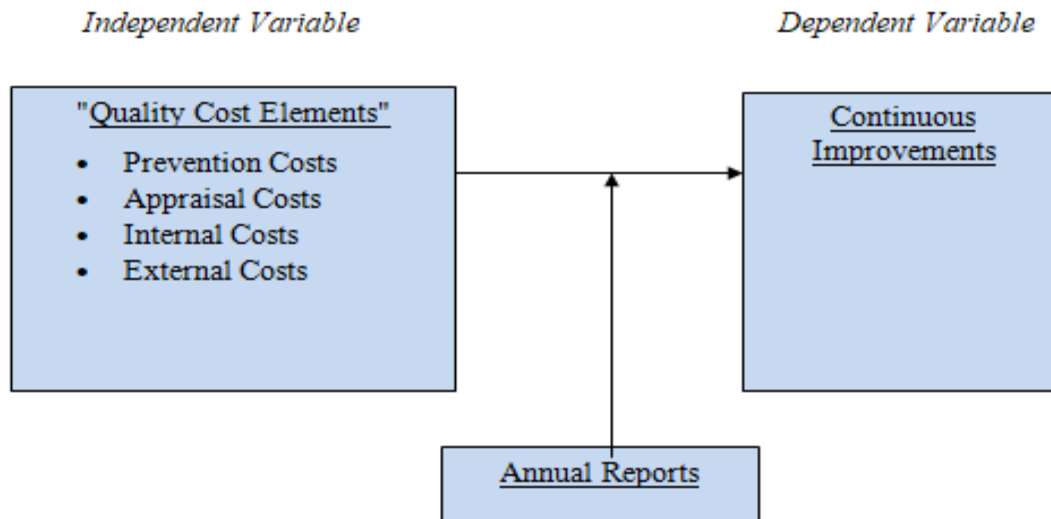 Independent Variable
Dependent Variable
"Quality Cost Elements"
• Prevention Costs
• Appraisal Costs
• Internal Costs
• External Costs
Continuous
Improvements
Annual Reports